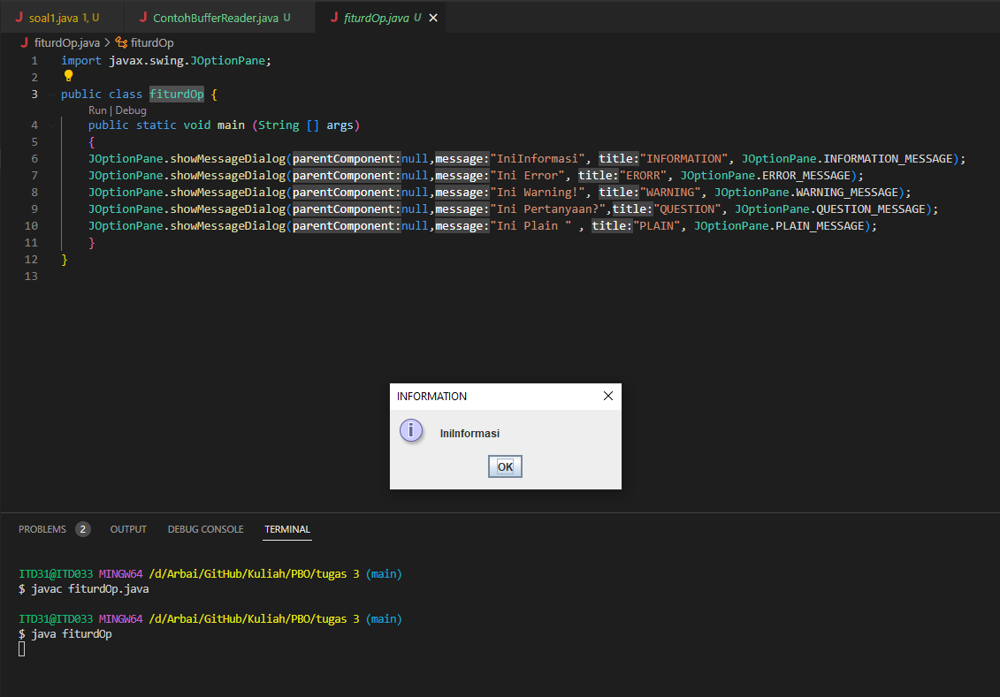 soal1.java 1, U
ContohBufferReader.java U
fiturdOp.java U
fiturdOp.java > fiturdOp
1 import javax.swing.JOptionPane;
2
3 public class fiturdOp {
Run | Debug
4 public static void main (String [] args)
5 {
6 JOptionPane.showMessageDialog(parentComponent:null,message:"IniInformasi", title:"INFORMATION", JOptionPane.INFORMATION_MESSAGE);
7 JOptionPane.showMessageDialog(parentComponent:null,message:"Ini Error", title:"ERORR", JOptionPane.ERROR_MESSAGE);
8 JOptionPane.showMessageDialog(parentComponent:null,message:"Ini Warning!", title:"WARNING", JOptionPane.WARNING_MESSAGE);
9 JOptionPane.showMessageDialog(parentComponent:null,message:"Ini Pertanyaan?",title:"QUESTION", JOptionPane.QUESTION_MESSAGE);
10 JOptionPane.showMessageDialog(parentComponent:null,message:"Ini Plain " , title:"PLAIN", JOptionPane.PLAIN_MESSAGE);
11 }
12 }
13
INFORMATION
IniInformasi
OK
PROBLEMS 2 OUTPUT DEBUG CONSOLE TERMINAL
ITD31@ITD033 MINGW64 /d/Arbai/GitHub/Kuliah/PBO/tugas 3 (main)
$ javac fiturdOp.java
ITD31@ITD033 MINGW64 /d/Arbai/GitHub/Kuliah/PBO/tugas 3 (main)
$ java fiturdOp